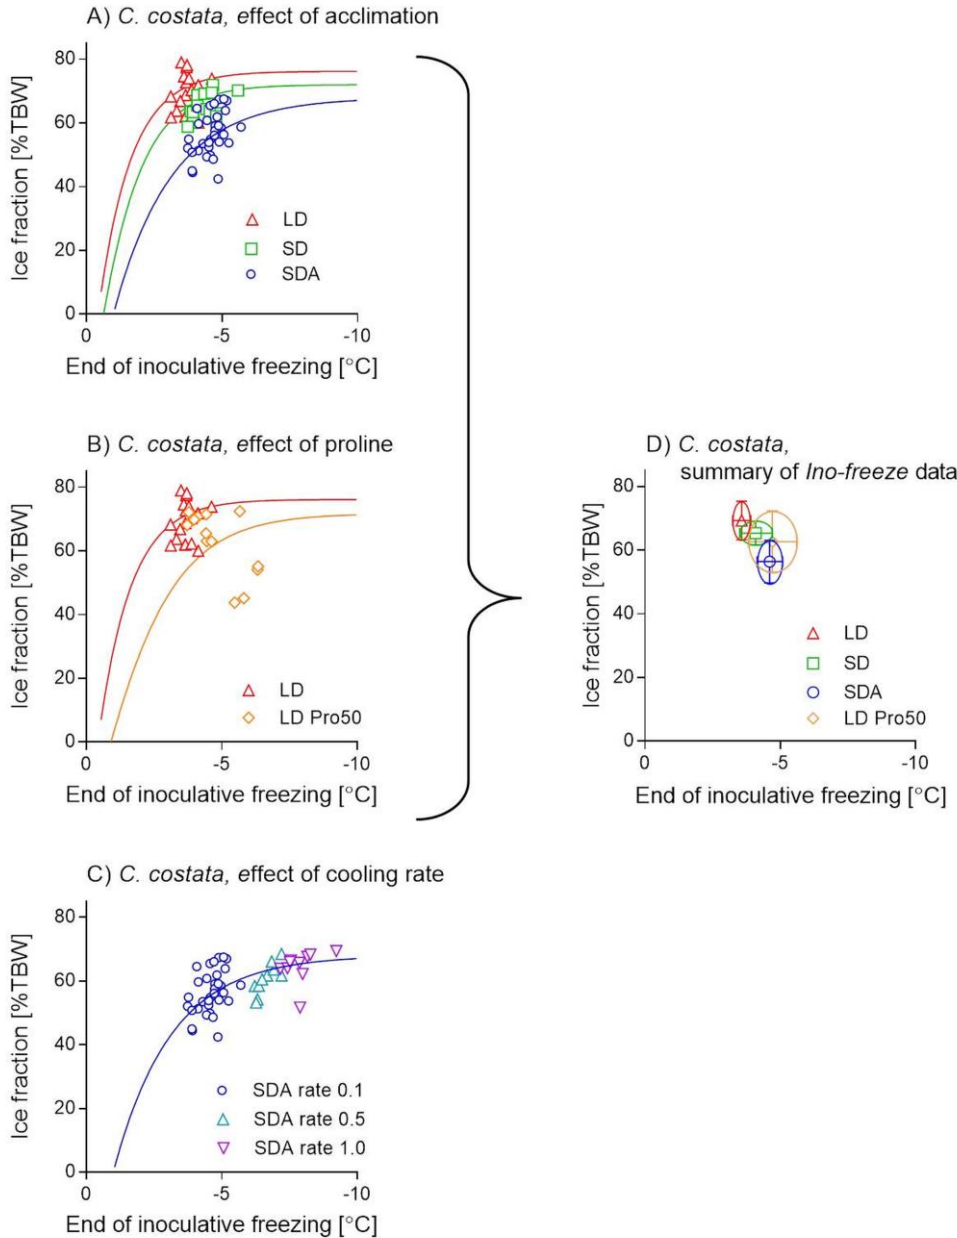 A) C. costata, effect of acclimation
80
60
40
20
0
Ice fraction [%TBW]
LD
SD
SDA
0 -5 -10
End of inoculative freezing [°C]
B) C. costata, effect of proline
80
60
40
20
0
Ice fraction [%TBW]
LD
LD Pro50
0 -5 -10
End of inoculative freezing [°C]
D) C. costata,
summary of Ino-freeze data
80
60
40
20
0
Ice fraction [%TBW]
LD
SD
SDA
LD Pro50
0 -5 -10
End of inoculative freezing [°C]
C) C. costata, effect of cooling rate
80
60
40
20
0
Ice fraction [%TBW]
SDA rate 0.1
SDA rate 0.5
SDA rate 1.0
0 -5 -10
End of inoculative freezing [°C]